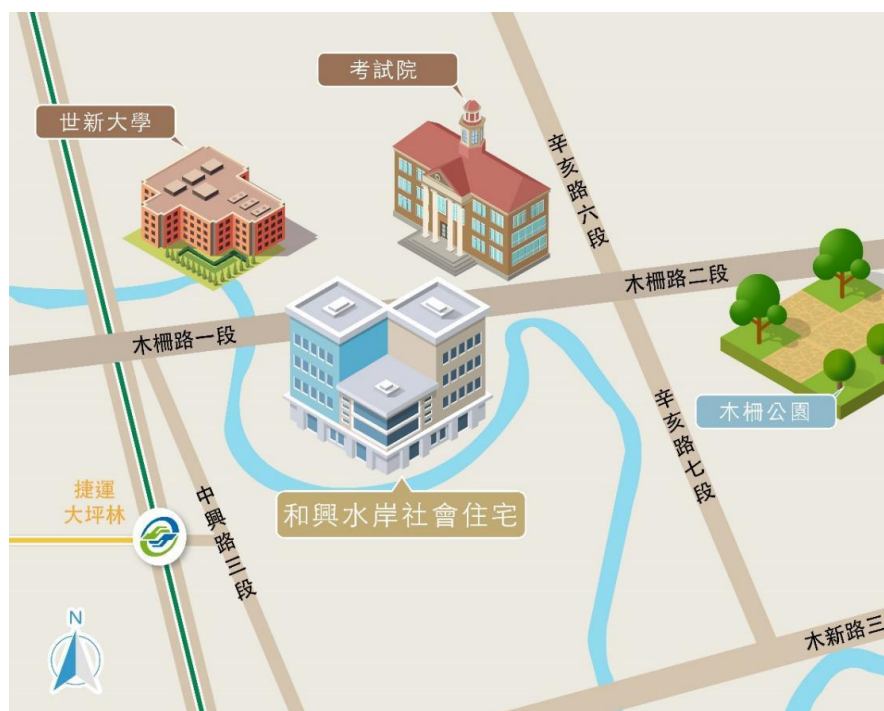 考試院
世新大學
辛亥路六段
木柵路二段
木柵路一段
木柵公園
辛亥路七段
捷運
大坪林
中興路三段
和興水岸社會住宅
N
木新路三